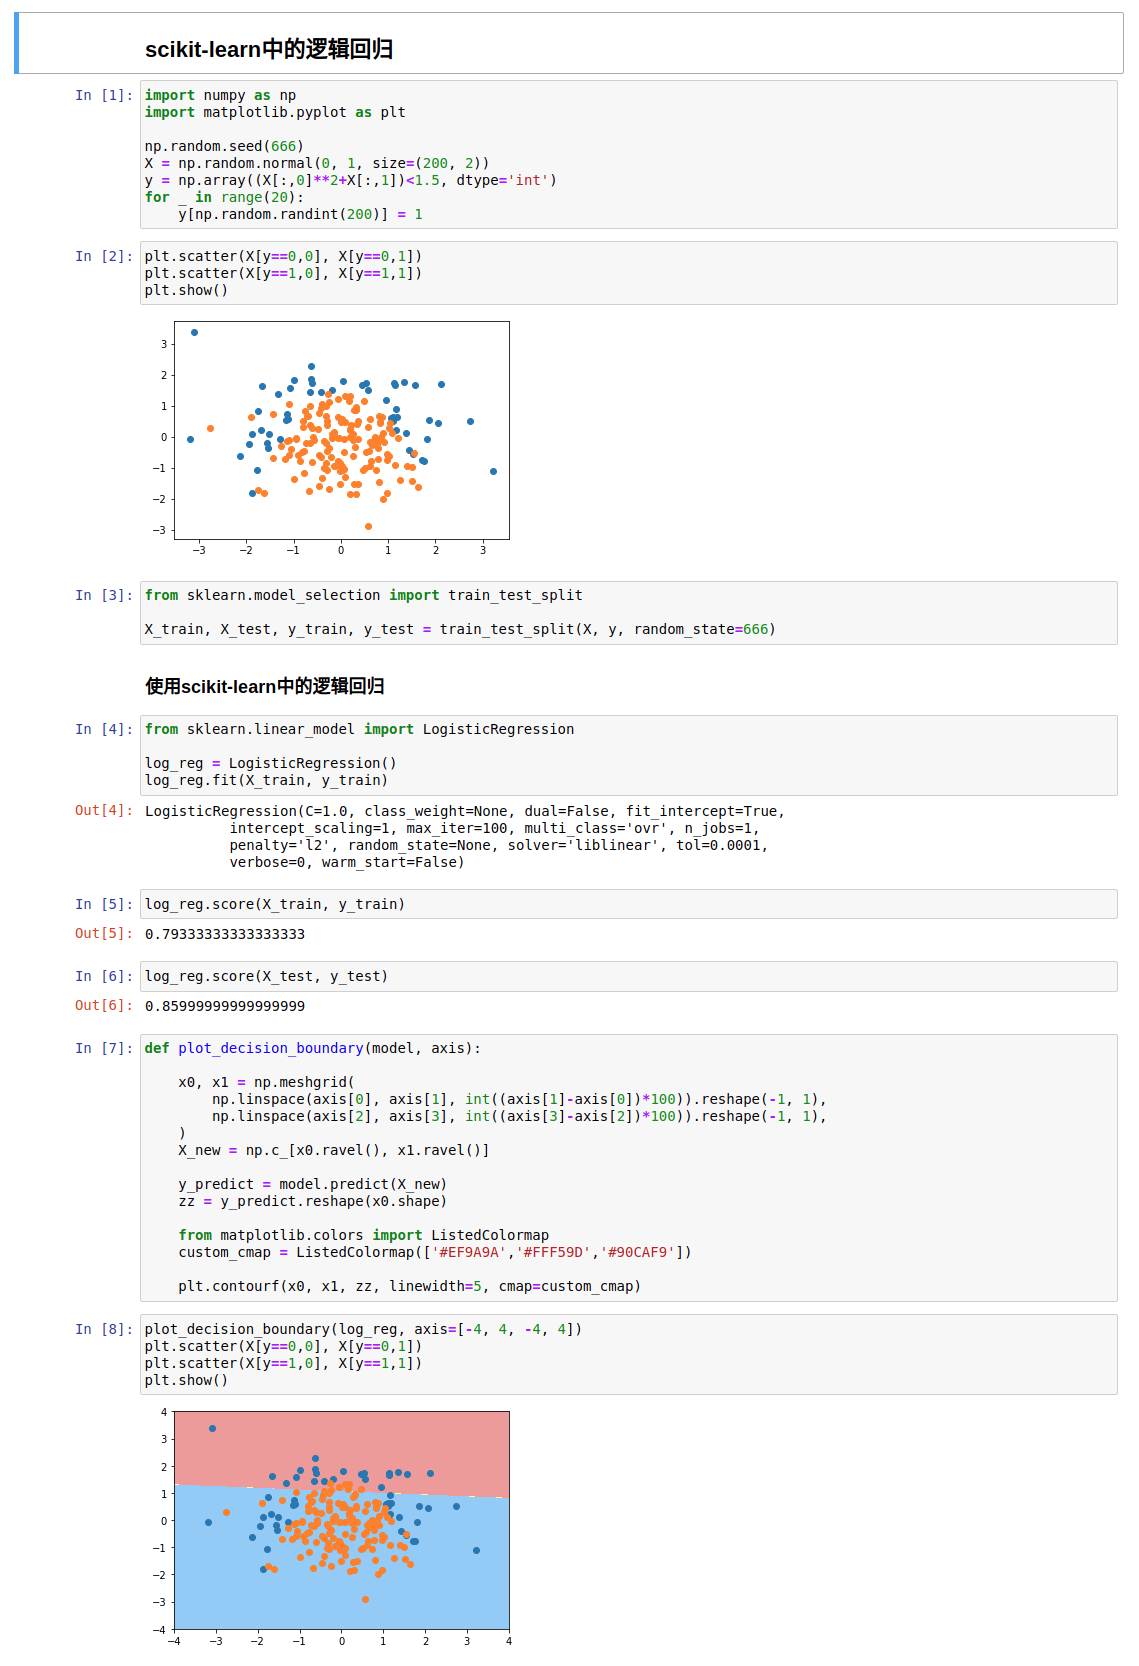 scikit-learn中的逻辑回归
In [1]: import numpy as np
import matplotlib.pyplot as plt
np.random.seed(666)
X = np.random.normal(0, 1, size=(200, 2))
y = np.array((X[:,0]**2+X[:,1])<1.5, dtype='int')
for _ in range(20):
    y[np.random.randint(200)] = 1
In [2]: plt.scatter(X[y==0,0], X[y==0,1])
plt.scatter(X[y==1,0], X[y==1,1])
plt.show()
3
2
1
0
−1
−2
−3
−3 −2 −1 0 1 2 3
In [3]: from sklearn.model_selection import train_test_split
X_train, X_test, y_train, y_test = train_test_split(X, y, random_state=666)
使用scikit-learn中的逻辑回归
In [4]: from sklearn.linear_model import LogisticRegression
log_reg = LogisticRegression()
log_reg.fit(X_train, y_train)
Out[4]: LogisticRegression(C=1.0, class_weight=None, dual=False, fit_intercept=True,
          intercept_scaling=1, max_iter=100, multi_class='ovr', n_jobs=1,
          penalty='l2', random_state=None, solver='liblinear', tol=0.0001,
          verbose=0, warm_start=False)
In [5]: log_reg.score(X_train, y_train)
Out[5]: 0.79333333333333333
In [6]: log_reg.score(X_test, y_test)
Out[6]: 0.85999999999999999
In [7]: def plot_decision_boundary(model, axis):
    x0, x1 = np.meshgrid(
        np.linspace(axis[0], axis[1], int((axis[1]-axis[0])*100)).reshape(-1, 1),
        np.linspace(axis[2], axis[3], int((axis[3]-axis[2])*100)).reshape(-1, 1),
    )
    X_new = np.c_[x0.ravel(), x1.ravel()]
    y_predict = model.predict(X_new)
    zz = y_predict.reshape(x0.shape)
    from matplotlib.colors import ListedColormap
    custom_cmap = ListedColormap(['#EF9A9A','#FFF59D','#90CAF9'])
    plt.contourf(x0, x1, zz, linewidth=5, cmap=custom_cmap)
In [8]: plot_decision_boundary(log_reg, axis=[-4, 4, -4, 4])
plt.scatter(X[y==0,0], X[y==0,1])
plt.scatter(X[y==1,0], X[y==1,1])
plt.show()
4
3
2
1
0
−1
−2
−3
−4
−4 −3 −2 −1 0 1 2 3 4